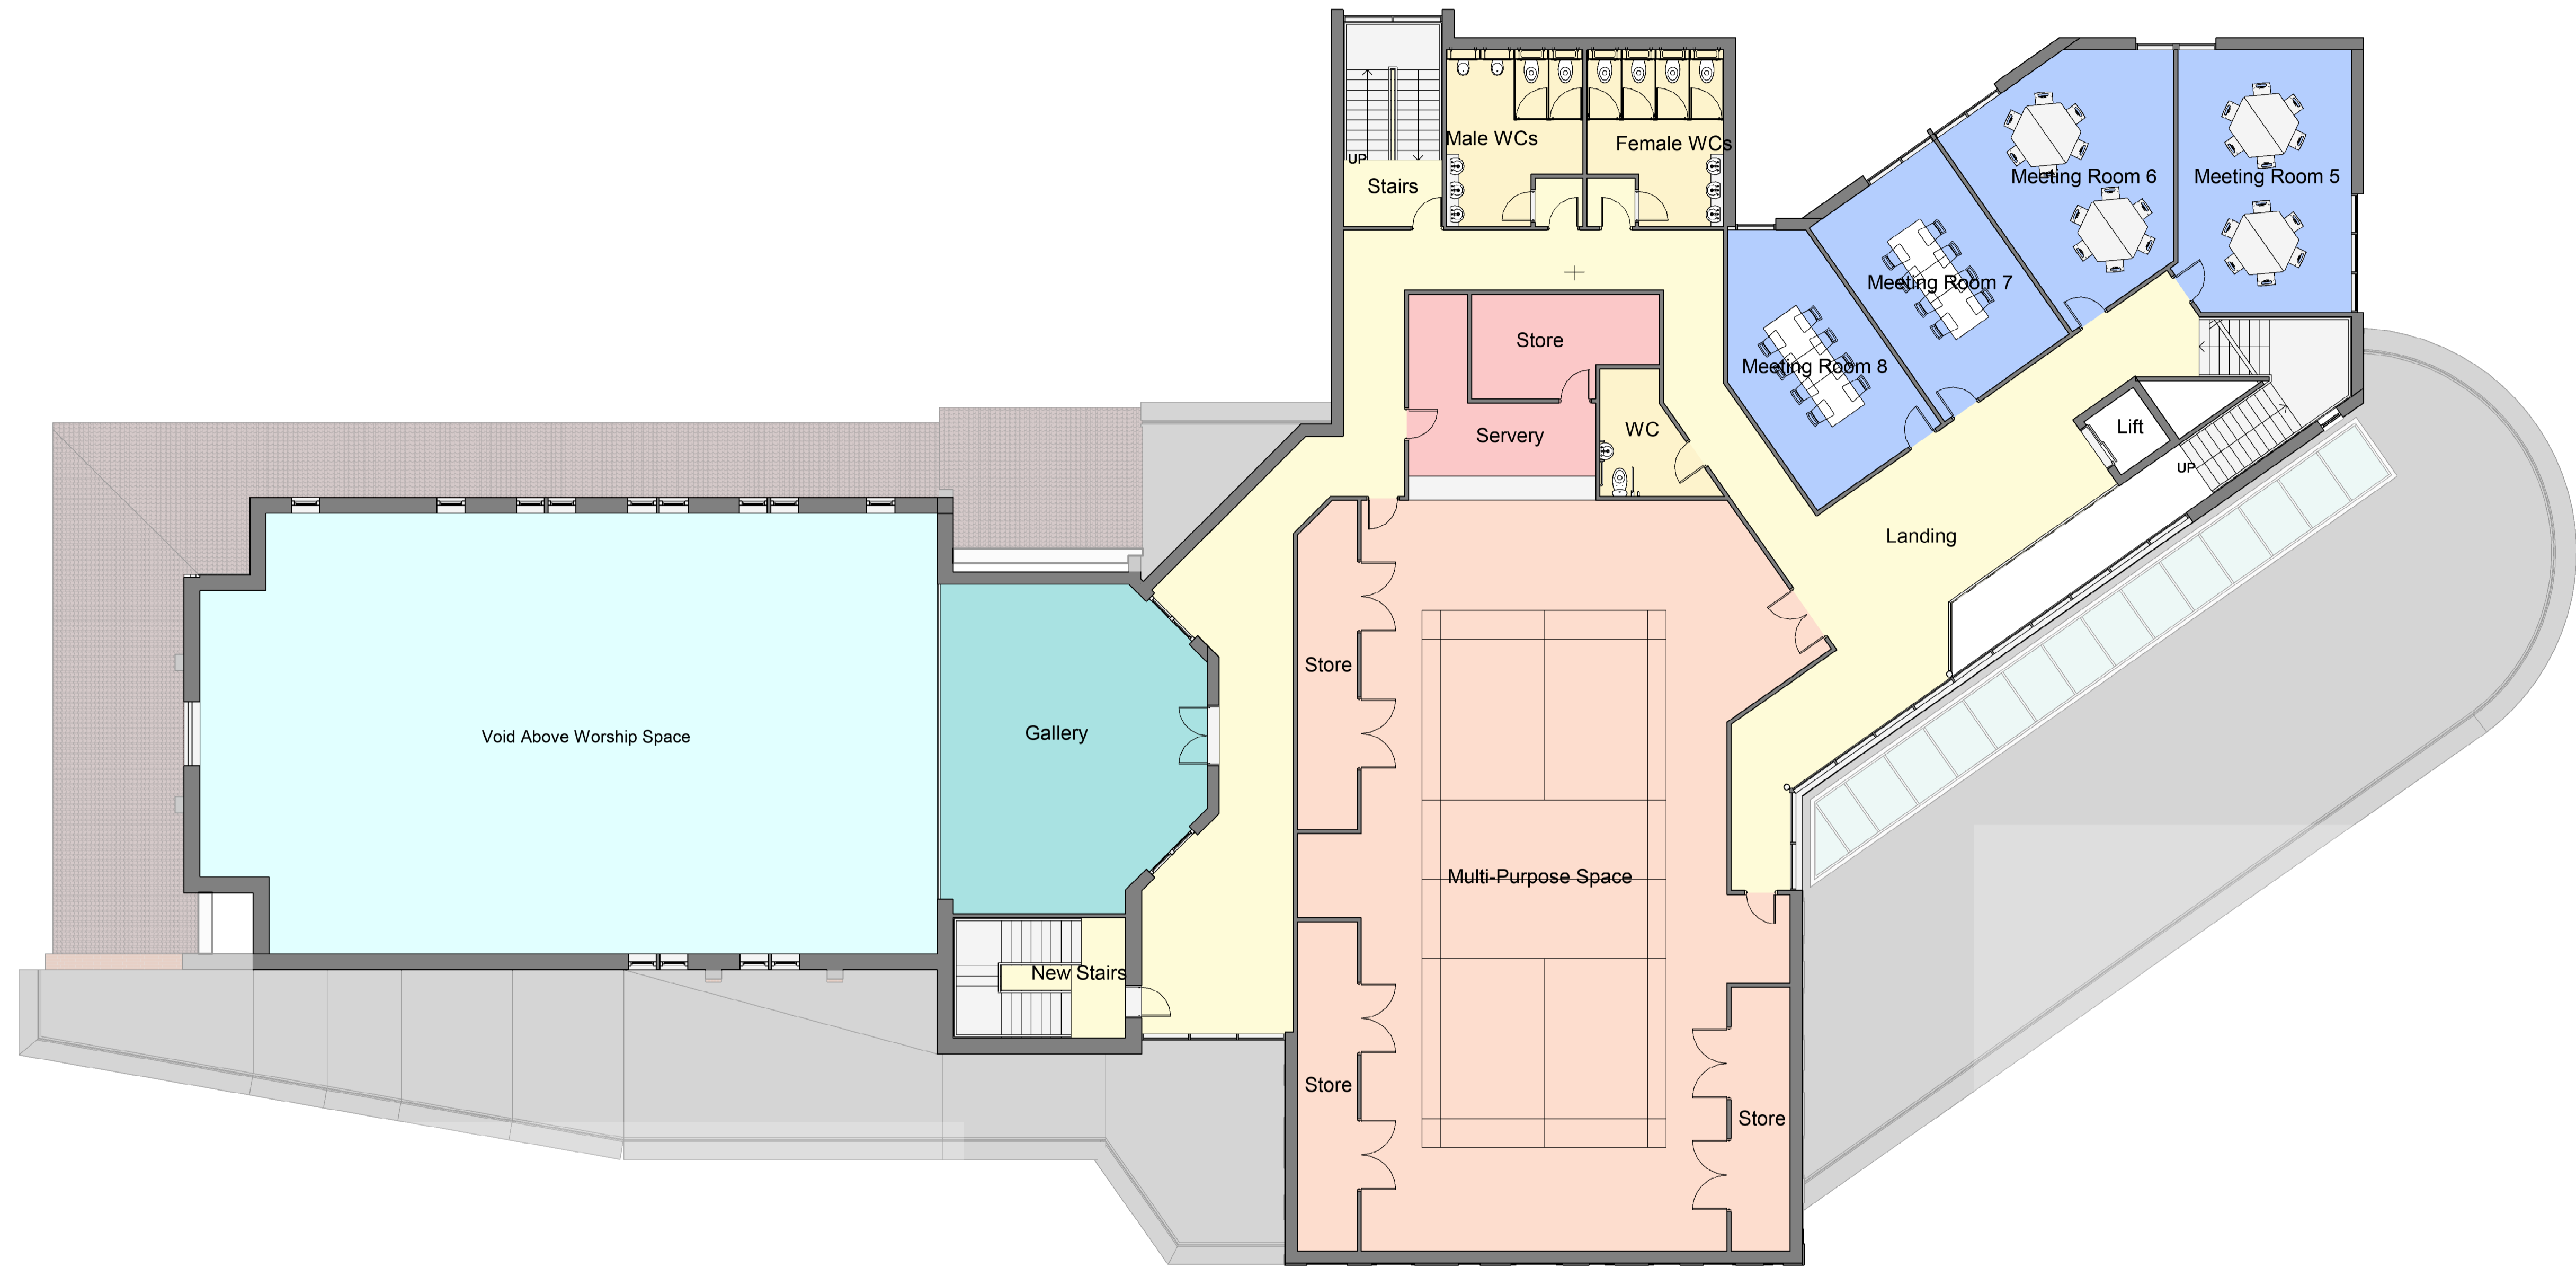 Male WCs
Female WCs
UP
Stairs
Meeting Room 6
Meeting Room 5
Meeting Room 7
Store
Meeting Room 8
Servery
WC
Lift
UP
Landing
Store
Void Above Worship Space
Gallery
Multi-Purpose Space
New Stairs
Store
Store